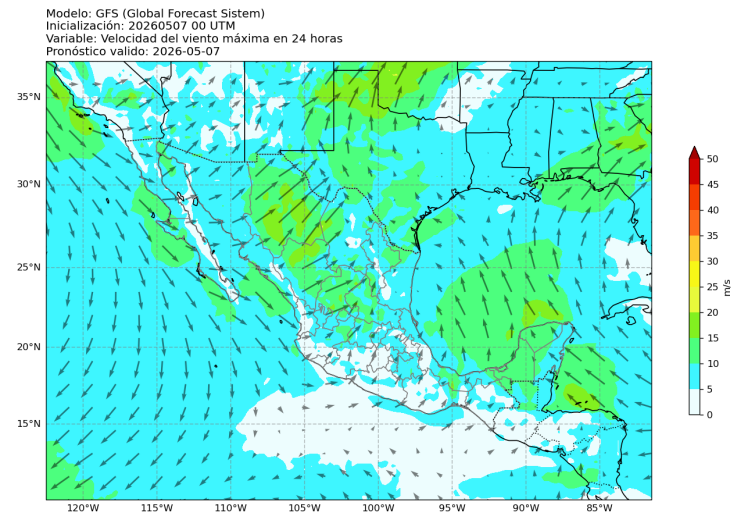 Modelo: GFS (Global Forecast Sistem)
Inicialización: 20260507 00 UTM
Variable: Velocidad del viento máxima en 24 horas
Pronóstico valido: 2026-05-07
35°N
30°N
25°N
20°N
15°N
120°W
115°W
110°W
105°W
100°W
95°W
90°W
85°W
50
45
40
35
30
25
20
15
10
5
0
m/s